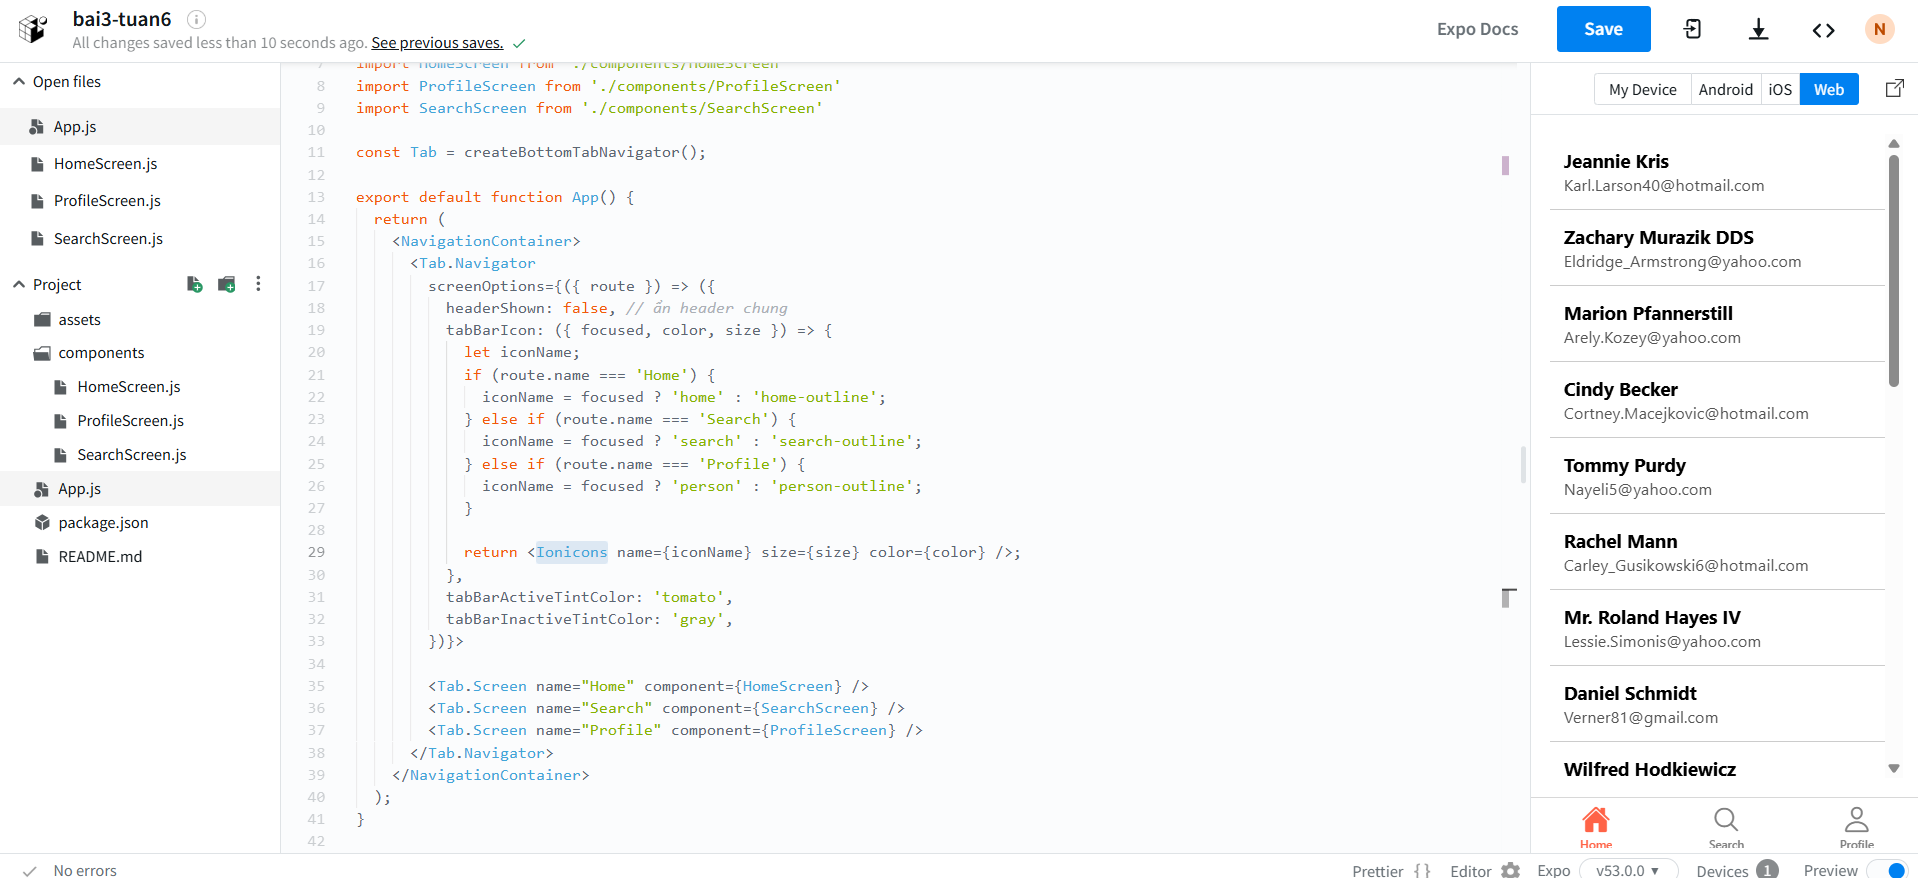 bai3-tuan6
All changes saved less than 10 seconds ago. See previous saves.
Expo Docs
Save
N
Open files
App.js
HomeScreen.js
ProfileScreen.js
SearchScreen.js
Project
assets
components
HomeScreen.js
ProfileScreen.js
SearchScreen.js
App.js
package.json
README.md
7 import HomeScreen from './components/HomeScreen'
8 import ProfileScreen from './components/ProfileScreen'
9 import SearchScreen from './components/SearchScreen'
10
11 const Tab = createBottomTabNavigator();
12
13 export default function App() {
14 return (
15 <NavigationContainer>
16 <Tab.Navigator
17 screenOptions={({ route }) => ({
18 headerShown: false, // ẩn header chung
19 tabBarIcon: ({ focused, color, size }) => {
20 let iconName;
21 if (route.name === 'Home') {
22 iconName = focused ? 'home' : 'home-outline';
23 } else if (route.name === 'Search') {
24 iconName = focused ? 'search' : 'search-outline';
25 } else if (route.name === 'Profile') {
26 iconName = focused ? 'person' : 'person-outline';
27 }
28
29 return <Ionicons name={iconName} size={size} color={color} />;
30 },
31 tabBarActiveTintColor: 'tomato',
32 tabBarInactiveTintColor: 'gray',
33 })}>
34
35 <Tab.Screen name="Home" component={HomeScreen} />
36 <Tab.Screen name="Search" component={SearchScreen} />
37 <Tab.Screen name="Profile" component={ProfileScreen} />
38 </Tab.Navigator>
39 </NavigationContainer>
40 );
41 }
42
My Device Android iOS Web
Jeannie Kris
Karl.Larson40@hotmail.com
Zachary Murazik DDS
Eldridge_Armstrong@yahoo.com
Marion Pfannerstill
Arely.Kozey@yahoo.com
Cindy Becker
Cortney.Macejkovic@hotmail.com
Tommy Purdy
Nayeli5@yahoo.com
Rachel Mann
Carley_Gusikowski6@hotmail.com
Mr. Roland Hayes IV
Lessie.Simonis@yahoo.com
Daniel Schmidt
Verner81@gmail.com
Wilfred Hodkiewicz
Home Search Profile
No errors
Prettier { } Editor Expo v53.0.0 Devices 1 Preview